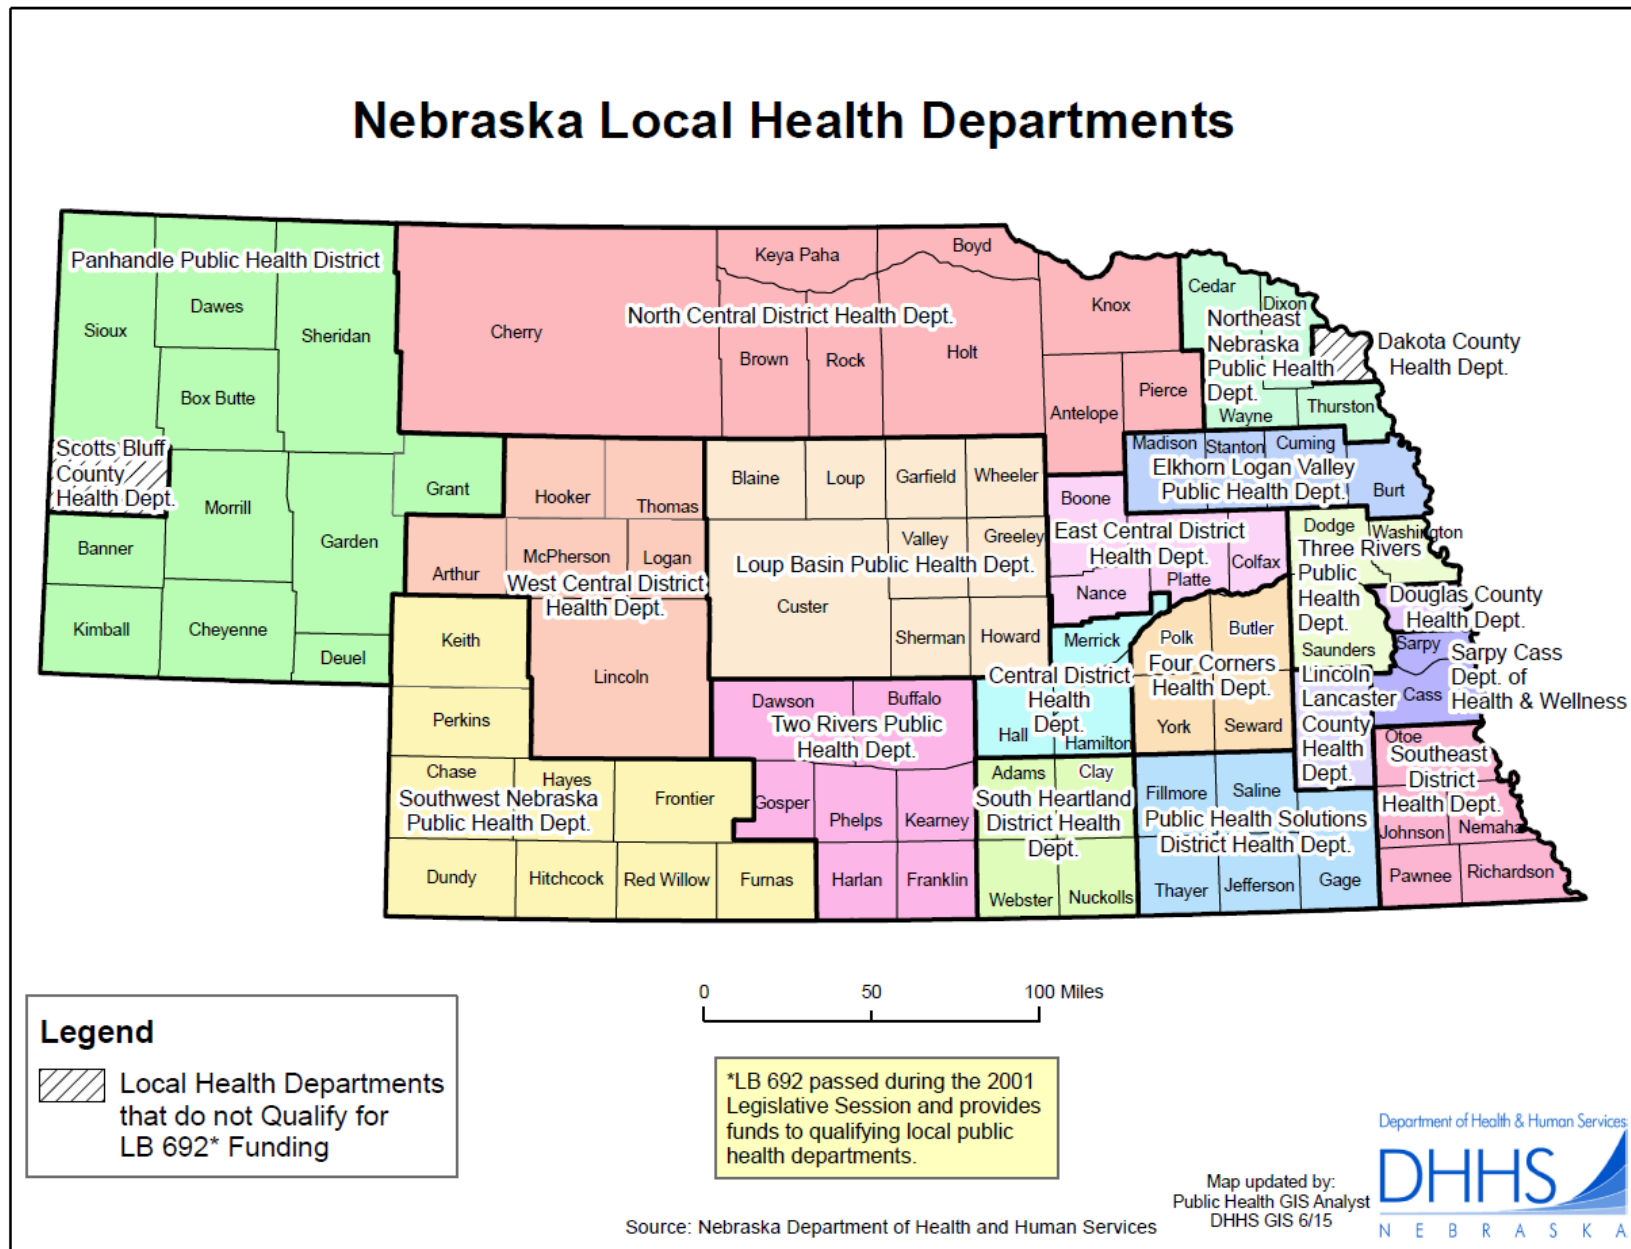 Nebraska Local Health Departments
Panhandle Public Health District
Sioux
Dawes
Sheridan
Box Butte
Scotts Bluff
County
Health Dept.
Morrill
Grant
Garden
Banner
Kimball
Cheyenne
Deuel
North Central District Health Dept.
Cherry
Keya Paha
Boyd
Brown
Rock
Holt
Knox
Antelope
Pierce
Cedar
Dixon
Northeast
Nebraska
Public Health
Dept.
Wayne
Thurston
Dakota County
Health Dept.
Madison
Stanton
Cuming
Elkhorn Logan Valley
Public Health Dept.
Burt
Hooker
Thomas
Arthur
McPherson
Logan
West Central District
Health Dept.
Lincoln
Blaine
Loup
Garfield
Wheeler
Valley
Greeley
Loup Basin Public Health Dept.
Custer
Sherman
Howard
Boone
East Central District
Health Dept.
Colfax
Platte
Nance
Dodge
Washington
Three Rivers
Public
Health
Dept.
Saunders
Douglas County
Health Dept.
Sarpy
Sarpy Cass
Dept. of
Health & Wellness
Cass
Lincoln
Lancaster
County
Health
Dept.
Merrick
Central District
Health
Dept.
Hall
Hamilton
Polk
Butler
Four Corners
Health Dept.
York
Seward
Keith
Perkins
Chase
Hayes
Frontier
Southwest Nebraska
Public Health Dept.
Dundy
Hitchcock
Red Willow
Furnas
Dawson
Buffalo
Two Rivers Public
Health Dept.
Gosper
Phelps
Kearney
Harlan
Franklin
Adams
Clay
South Heartland
District Health
Dept.
Webster
Nuckolls
Fillmore
Saline
Public Health Solutions
District Health Dept.
Thayer
Jefferson
Gage
Otoe
Southeast
District
Health Dept.
Johnson
Nemaha
Pawnee
Richardson
0 50 100 Miles
Legend
Local Health Departments
that do not Qualify for
LB 692* Funding
*LB 692 passed during the 2001
Legislative Session and provides
funds to qualifying local public
health departments.
Source: Nebraska Department of Health and Human Services
Map updated by:
Public Health GIS Analyst
DHHS GIS 6/15
Department of Health & Human Services
DHHS
NEBRASKA